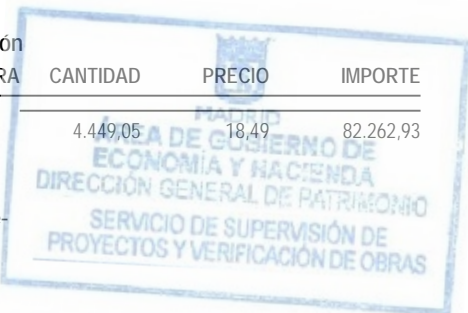 ón
RA CANTIDAD PRECIO IMPORTE
4.449,05 18,49 82.262,93
MADRID
ÁREA DE GOBIERNO DE
ECONOMÍA Y HACIENDA
DIRECCIÓN GENERAL DE PATRIMONIO
SERVICIO DE SUPERVISIÓN DE
PROYECTOS Y VERIFICACIÓN DE OBRAS